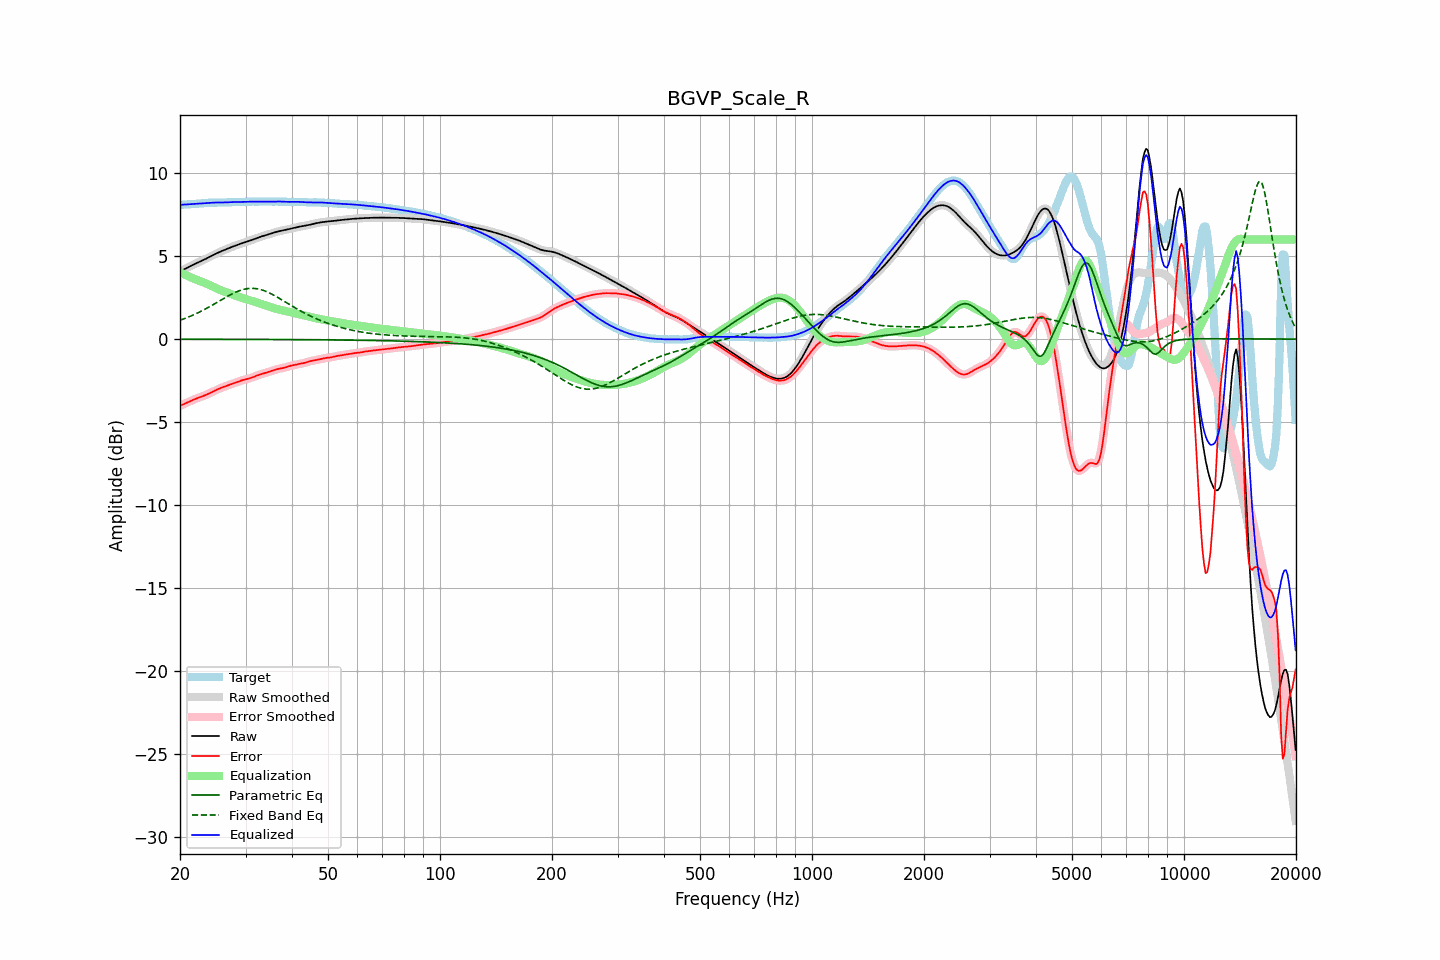 BGVP_Scale_R
Amplitude (dBr)
10
5
0
−5
−10
−15
−20
−25
−30
Target
Raw Smoothed
Error Smoothed
Raw
Error
Equalization
Parametric Eq
Fixed Band Eq
Equalized
20 50 100 200 500 1000 2000 5000 10000 20000
Frequency (Hz)